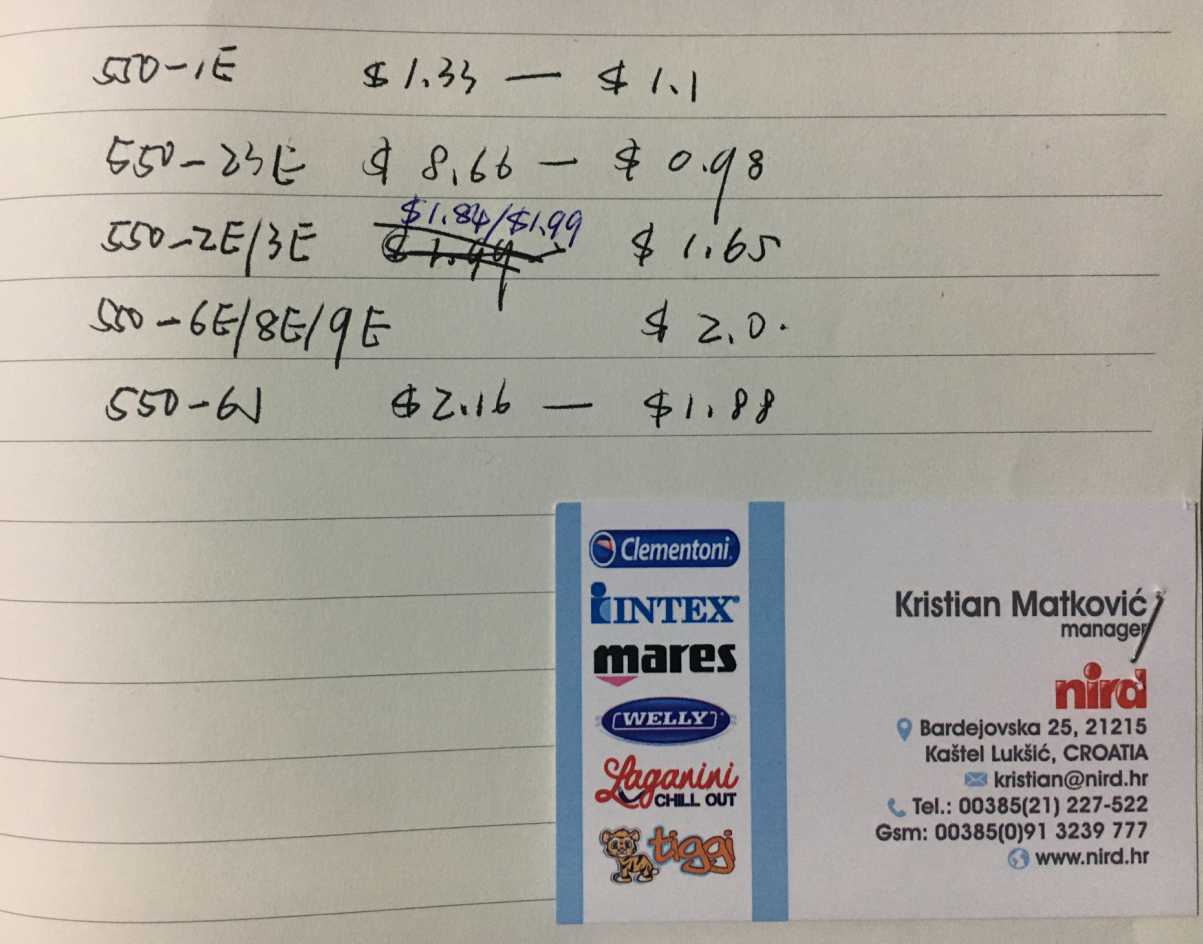 550-1E $1.33 — $1.1
550-23E $8.66 — $0.98
$1.84/$1.99
550-2E/3E $1.99 $1.65
550-6E/8E/9E $2.0.
550-6N $2.16 — $1.88
Clementoni
INTEX
mares
WELLY
Laganini
CHILL OUT
tiggi
Kristian Matković
manager
nird
Bardejovska 25, 21215
Kaštel Lukšić, CROATIA
kristian@nird.hr
Tel.: 00385(21) 227-522
Gsm: 00385(0)91 3239 777
www.nird.hr